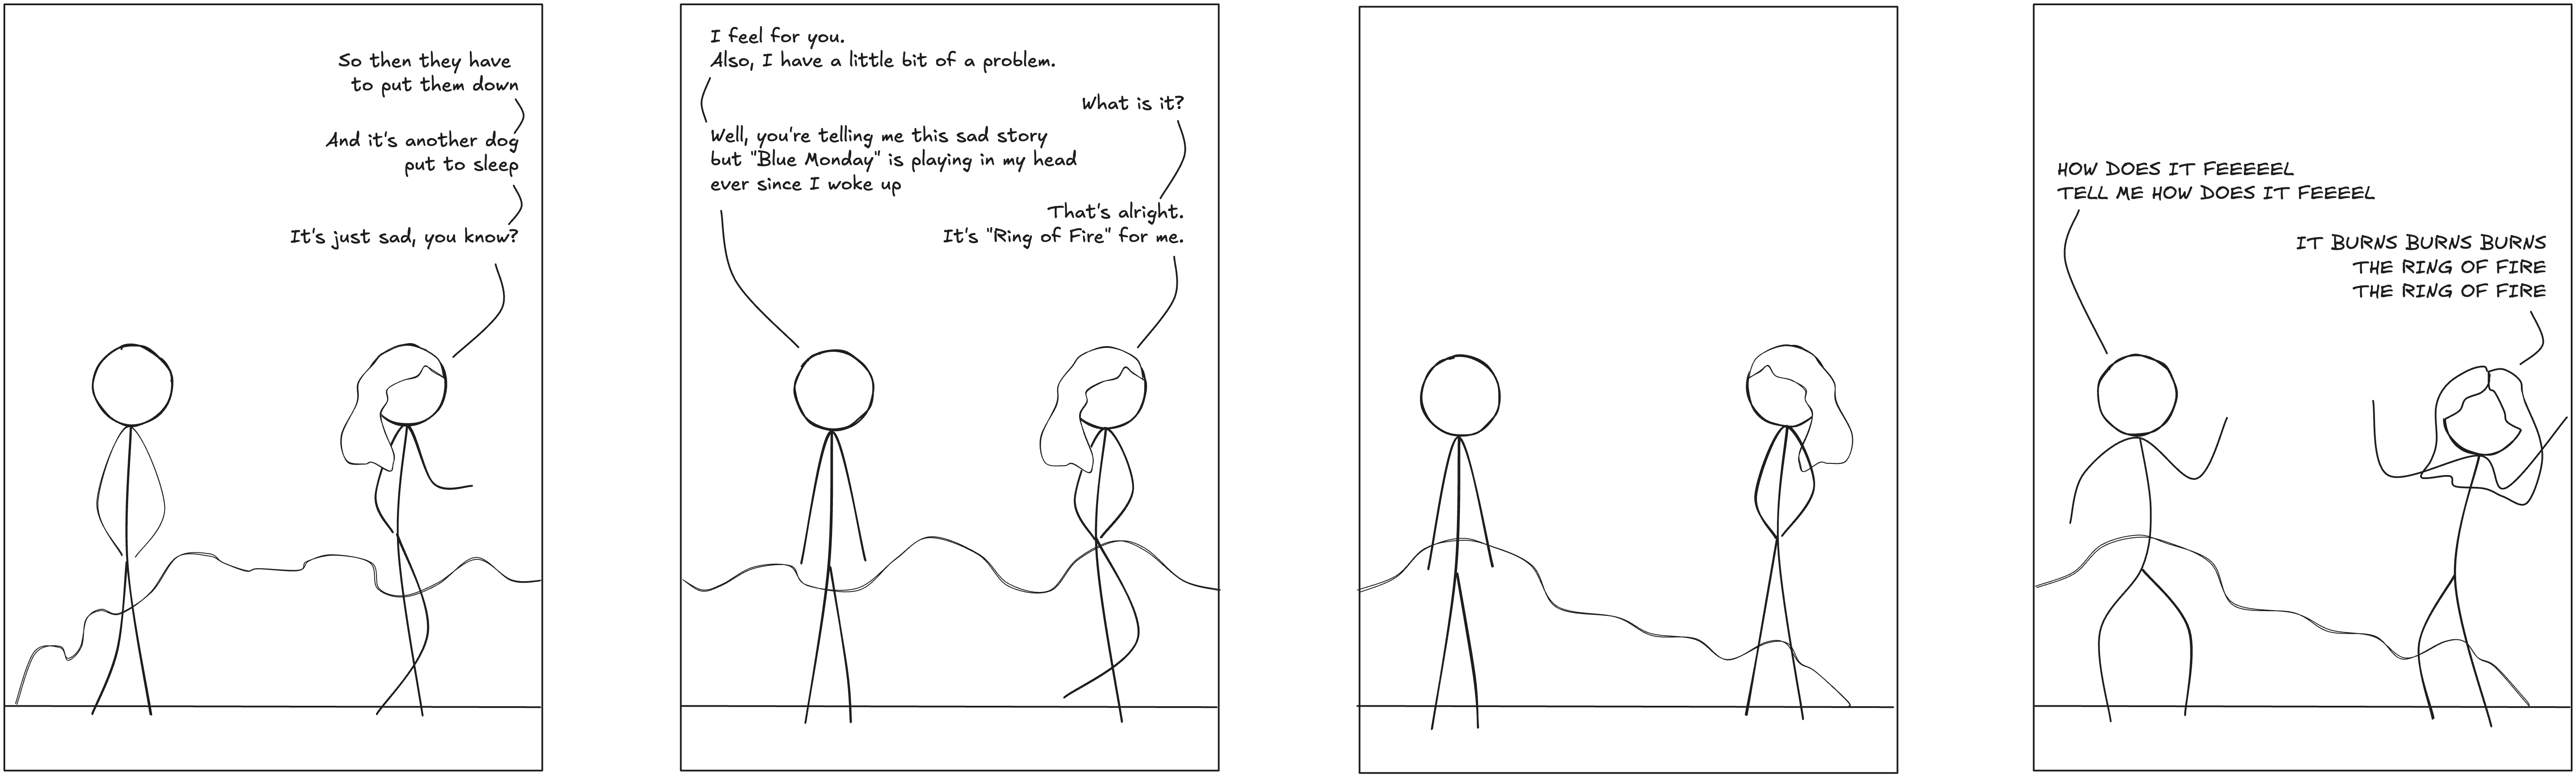 So then they have
to put them down
And it's another dog
put to sleep
It's just sad, you know?
I feel for you.
Also, I have a little bit of a problem.
What is it?
Well, you're telling me this sad story
but "Blue Monday" is playing in my head
ever since I woke up
That's alright.
It's "Ring of Fire" for me.
HOW DOES IT FEEEEEL
TELL ME HOW DOES IT FEEEEL
IT BURNS BURNS BURNS
THE RING OF FIRE
THE RING OF FIRE